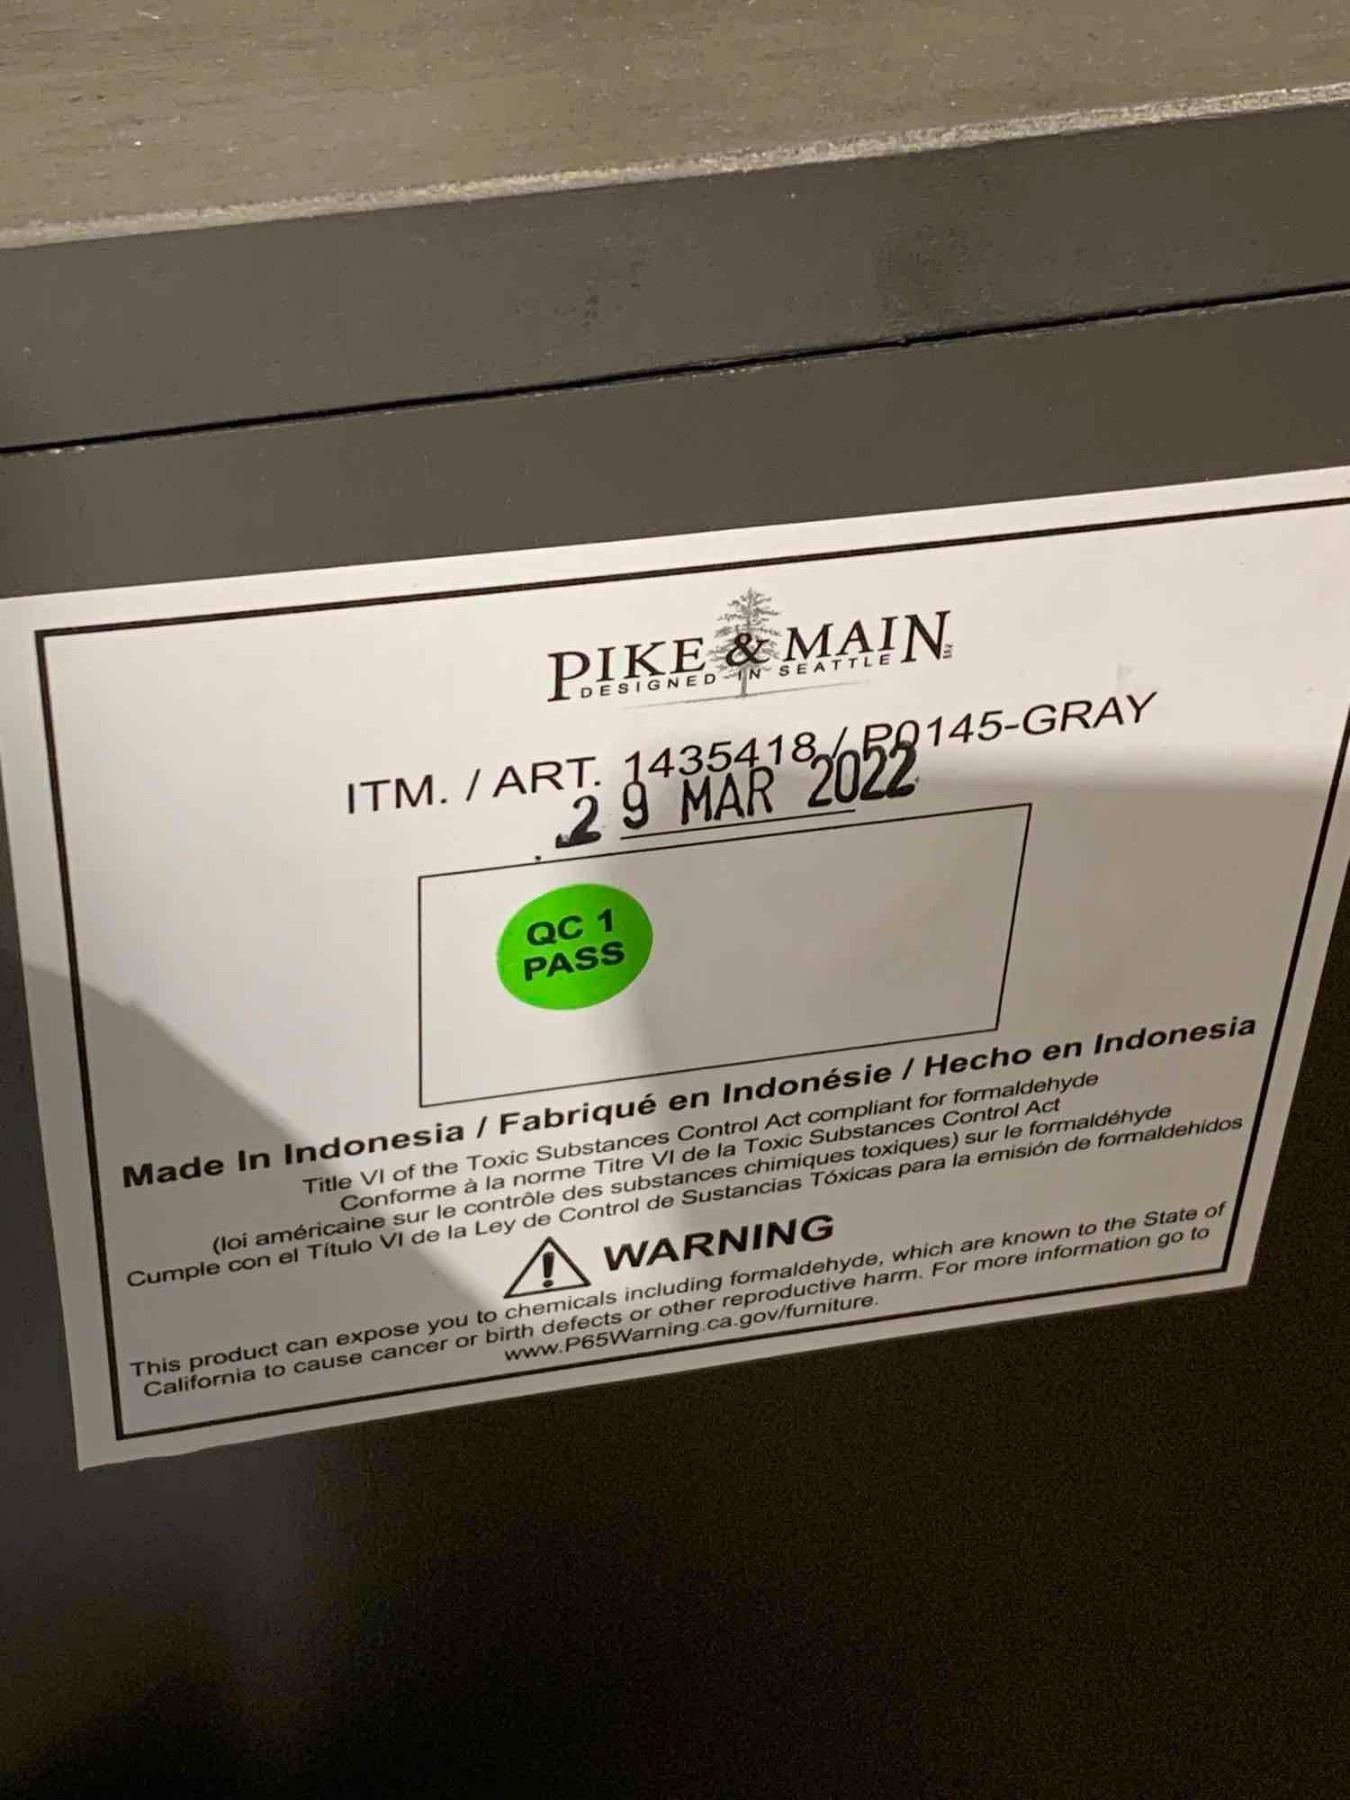 PIKE & MAIN
DESIGNED IN SEATTLE
ITM. / ART. 1435418 / P0145-GRAY
29 MAR 2022
QC 1
PASS
Made In Indonesia / Fabriqué en Indonésie / Hecho en Indonesia
Title VI of the Toxic Substances Control Act compliant for formaldehyde
Conforme à la norme Titre VI de la Toxic Substances Control Act
(loi américaine sur le contrôle des substances chimiques toxiques) sur le formaldéhyde
Cumple con el Título VI de la Ley de Control de Sustancias Tóxicas para la emisión de formaldehidos
WARNING
This product can expose you to chemicals including formaldehyde, which are known to the State of
California to cause cancer or birth defects or other reproductive harm. For more information go to
www.P65Warning.ca.gov/furniture.